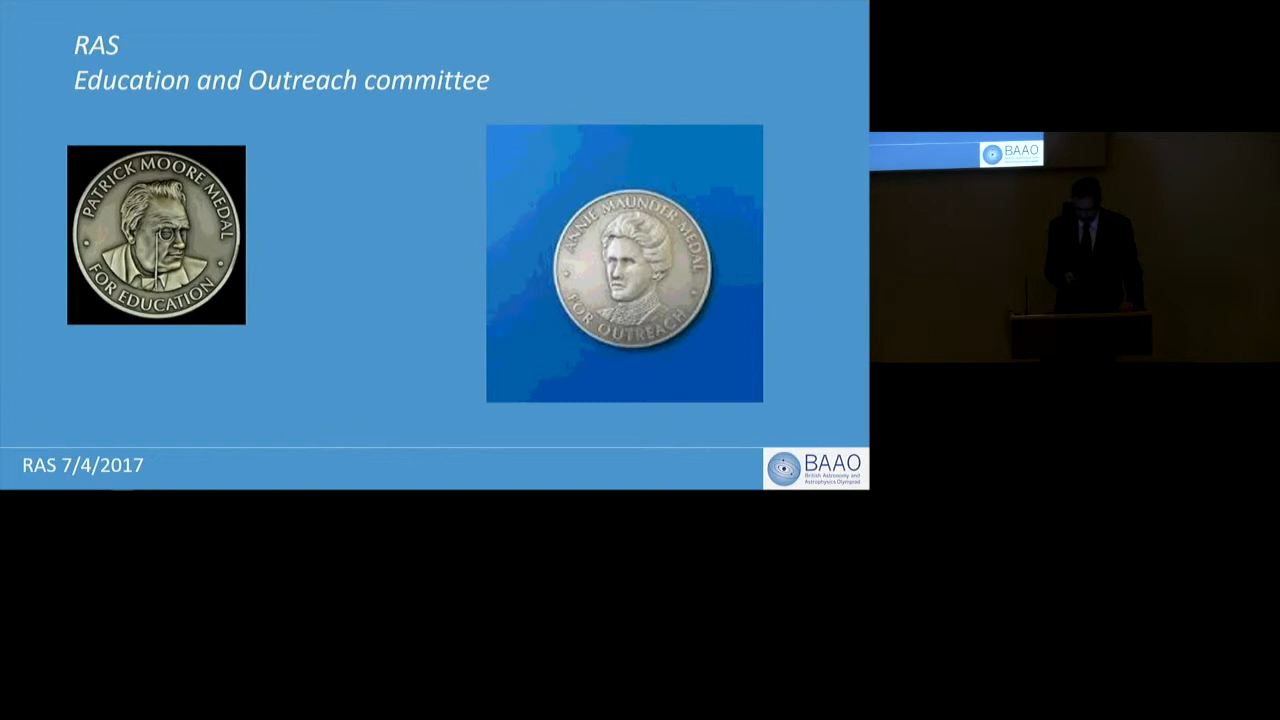 RAS
Education and Outreach committee
PATRICK MOORE MEDAL
FOR EDUCATION
ANNIE MAUNDER MEDAL
FOR OUTREACH
RAS 7/4/2017
BAAO
British Astronomy and
Astrophysics Olympiad
BAAO